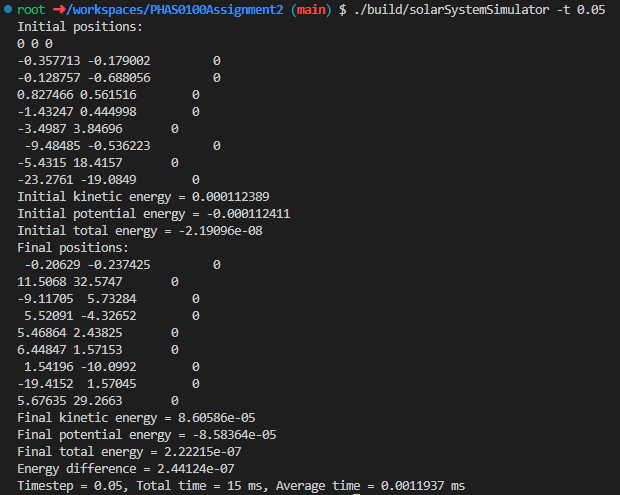 root ➜/workspaces/PHAS0100Assignment2 (main) $ ./build/solarSystemSimulator -t 0.05
Initial positions:
0 0 0
-0.357713 -0.179002         0
-0.128757 -0.688056         0
0.827466 0.561516        0
-1.43247 0.444998        0
-3.4987 3.84696       0
 -9.48485 -0.536223         0
-5.4315 18.4157       0
-23.2761 -19.0849        0
Initial kinetic energy = 0.000112389
Initial potential energy = -0.000112411
Initial total energy = -2.19096e-08
Final positions:
 -0.20629 -0.237425         0
11.5068 32.5747       0
-9.11705  5.73284        0
 5.52091 -4.32652        0
5.46864 2.43825       0
6.44847 1.57153       0
 1.54196 -10.0992        0
-19.4152  1.57045        0
5.67635 29.2663       0
Final kinetic energy = 8.60586e-05
Final potential energy = -8.58364e-05
Final total energy = 2.22215e-07
Energy difference = 2.44124e-07
Timestep = 0.05, Total time = 15 ms, Average time = 0.0011937 ms